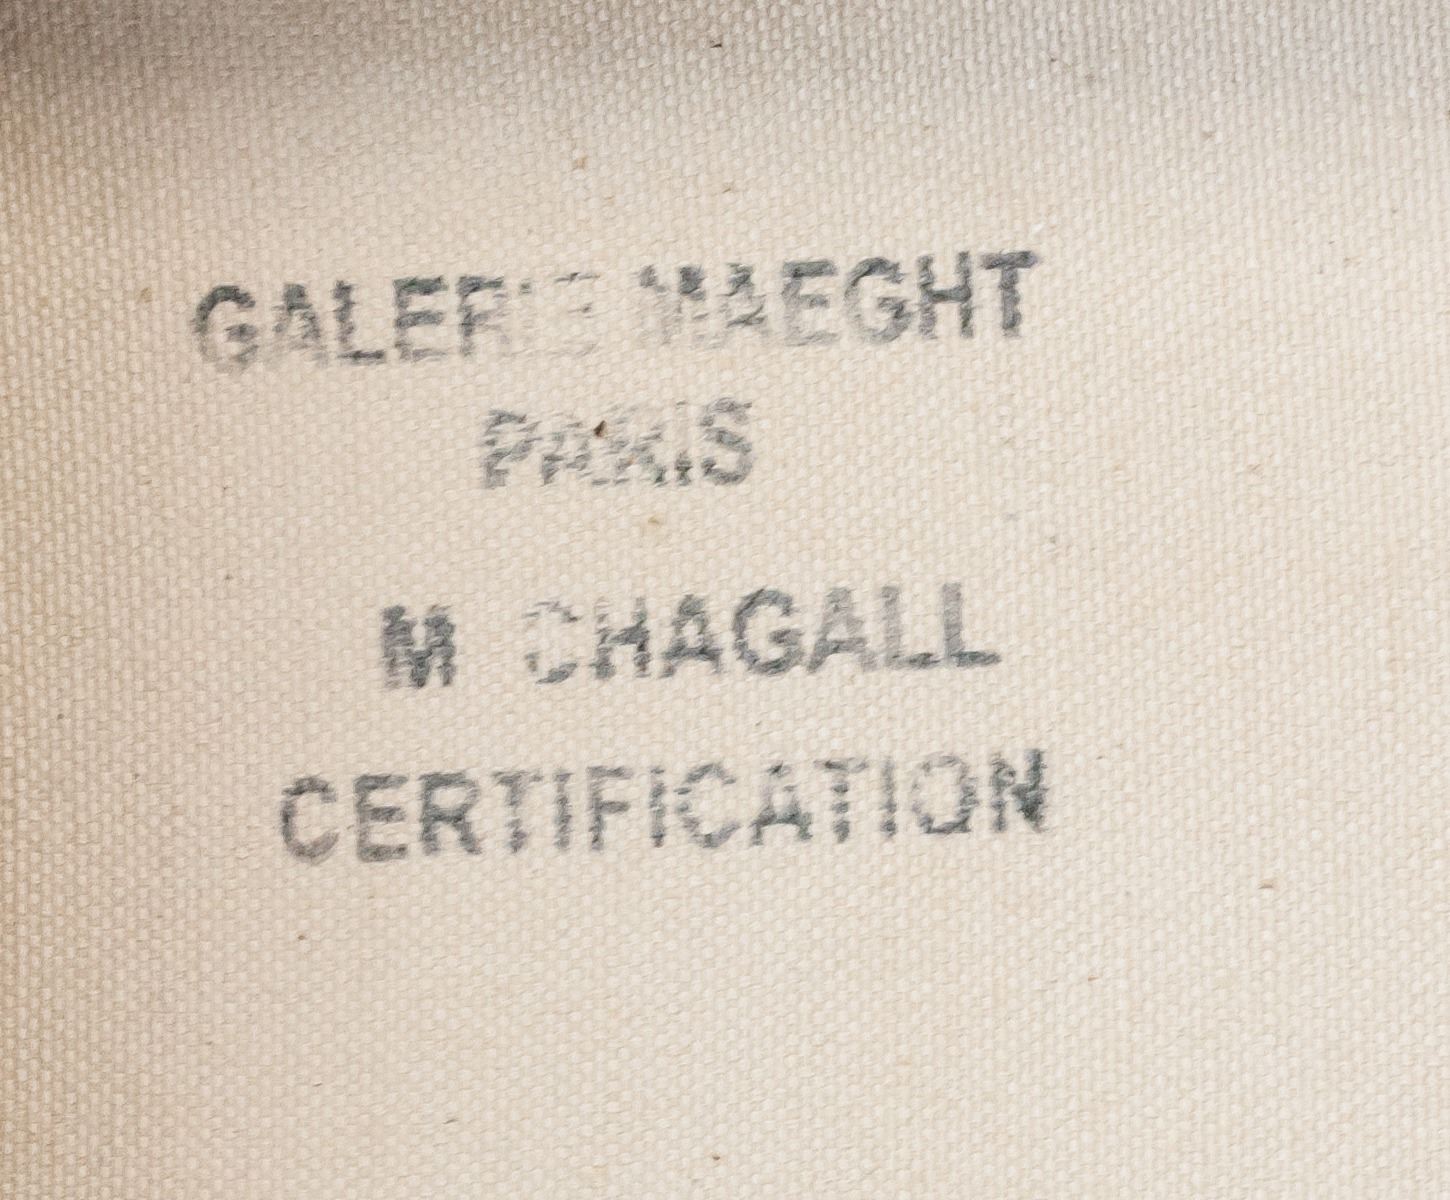 GALERIE MAEGHT
PARIS
M CHAGALL
CERTIFICATION